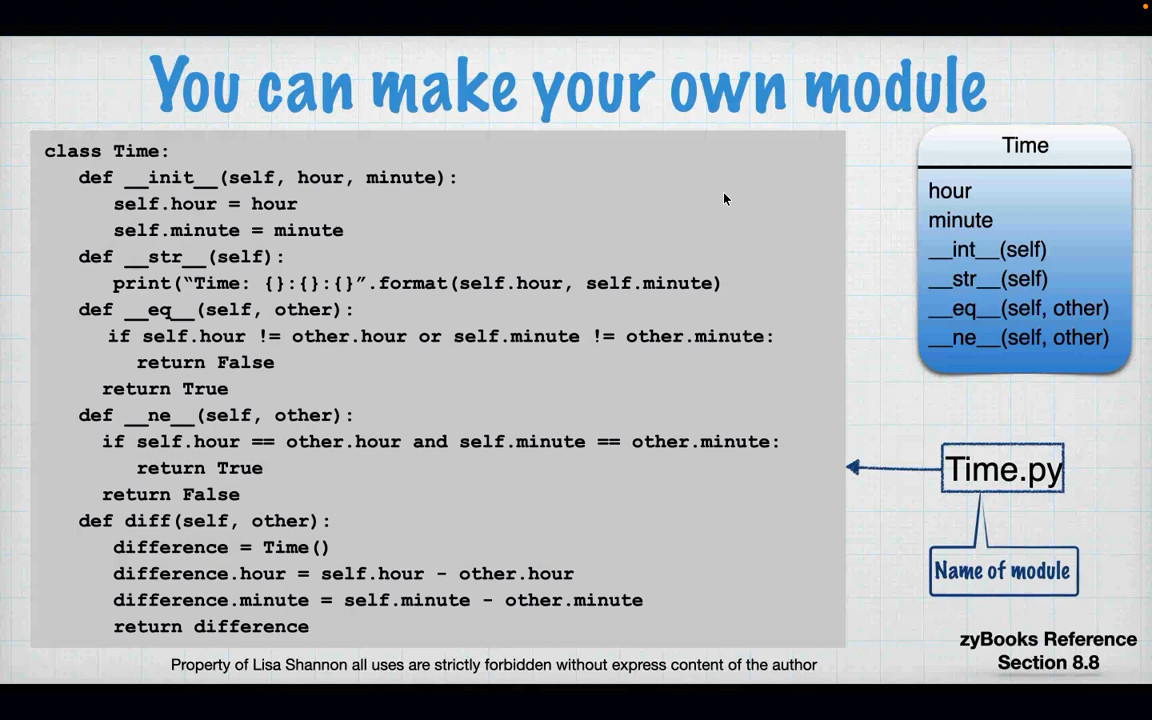 You can make your own module
class Time:
def __init__(self, hour, minute):
self.hour = hour
self.minute = minute
def __str__(self):
print(“Time: {}:{}:{}”.format(self.hour, self.minute)
def __eq__(self, other):
if self.hour != other.hour or self.minute != other.minute:
return False
return True
def __ne__(self, other):
if self.hour == other.hour and self.minute == other.minute:
return True
return False
def diff(self, other):
difference = Time()
difference.hour = self.hour - other.hour
difference.minute = self.minute - other.minute
return difference
Time
hour
minute
__int__(self)
__str__(self)
__eq__(self, other)
__ne__(self, other)
Time.py
Name of module
zyBooks Reference
Section 8.8
Property of Lisa Shannon all uses are strictly forbidden without express content of the author